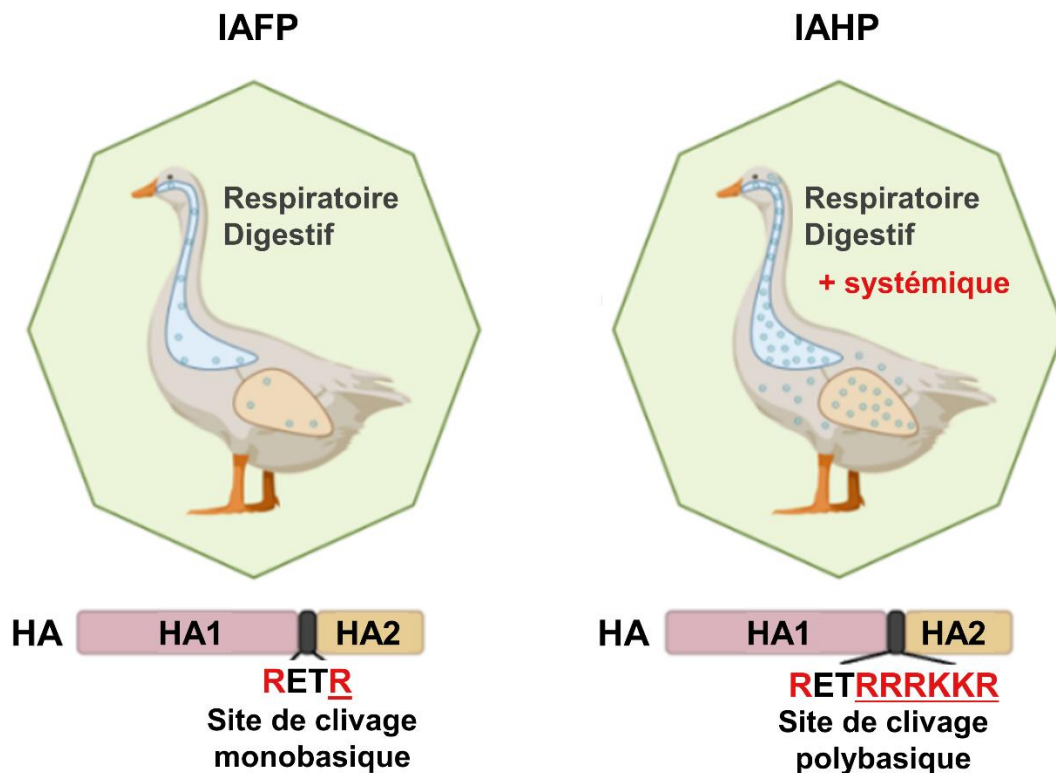 IAFP
Respiratoire
Digestif
HA HA1 HA2
RETR
Site de clivage
monobasique
IAHP
Respiratoire
Digestif
+ systémique
HA HA1 HA2
RETRRRKKR
Site de clivage
polybasique